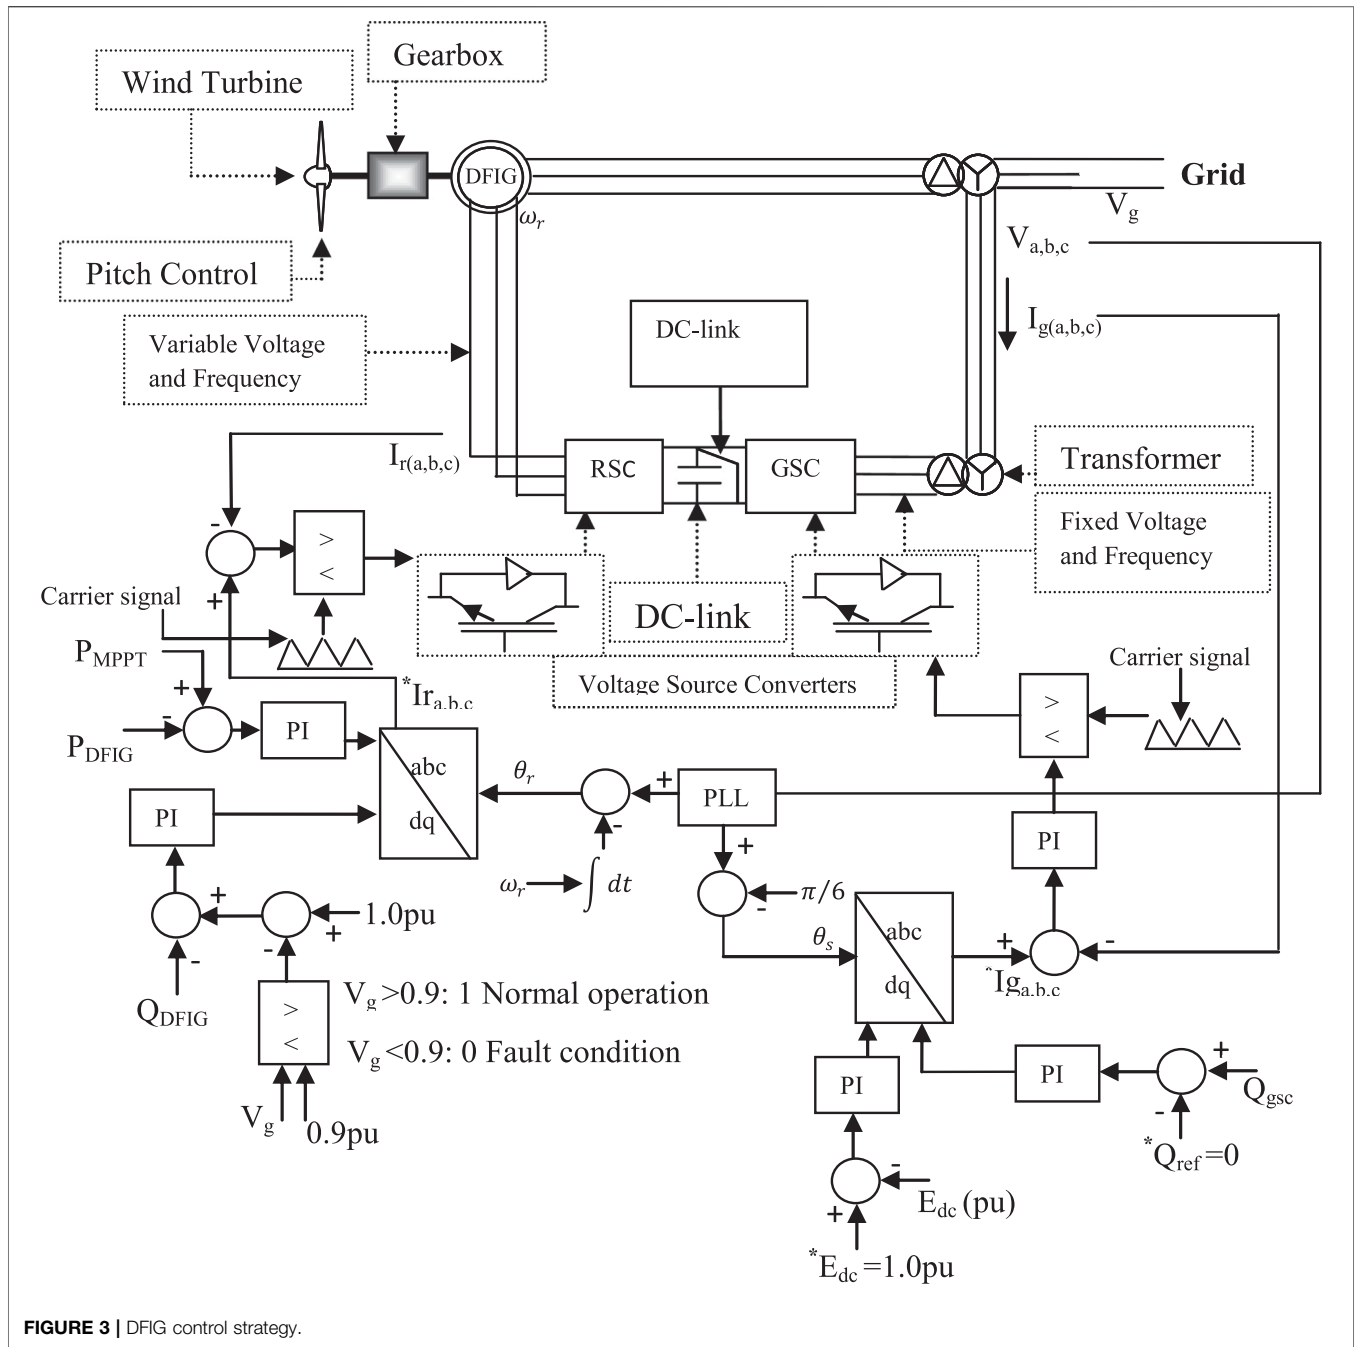 Gearbox
Wind Turbine
DFIG
ω_r
Grid
V_g
V_a,b,c
Pitch Control
I_g(a,b,c)
Variable Voltage
and Frequency
DC-link
I_r(a,b,c)
RSC
GSC
Transformer
Fixed Voltage
and Frequency
-
>
<
Carrier signal
+
DC-link
P_MPPT
Voltage Source Converters
Carrier signal
*Ir_a.b.c
+
-
PI
>
<
P_DFIG
abc
dq
θ_r
+
PLL
-
PI
PI
+
ω_r
∫ dt
π/6
-
+
1.0pu
-
+
-
θ_s
abc
dq
+
-
*Ig_a.b.c
Q_DFIG
>
<
V_g >0.9: 1 Normal operation
V_g <0.9: 0 Fault condition
PI
PI
+
Q_gsc
-
V_g
0.9pu
*Q_ref =0
-
E_dc (pu)
+
*E_dc =1.0pu
FIGURE 3 | DFIG control strategy.